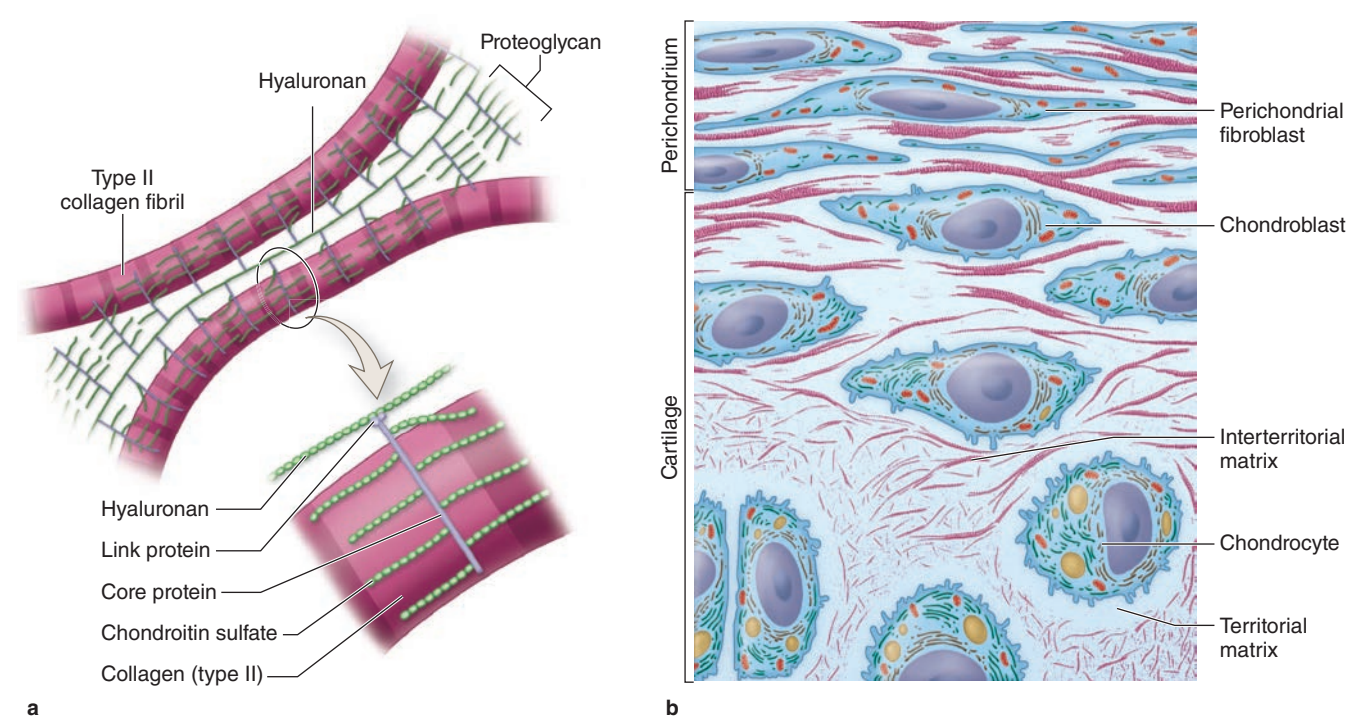 Proteoglycan
Hyaluronan
Type II
collagen fibril
Hyaluronan
Link protein
Core protein
Chondroitin sulfate
Collagen (type II)
a
Perichondrium
Cartilage
Perichondrial
fibroblast
Chondroblast
Interterritorial
matrix
Chondrocyte
Territorial
matrix
b